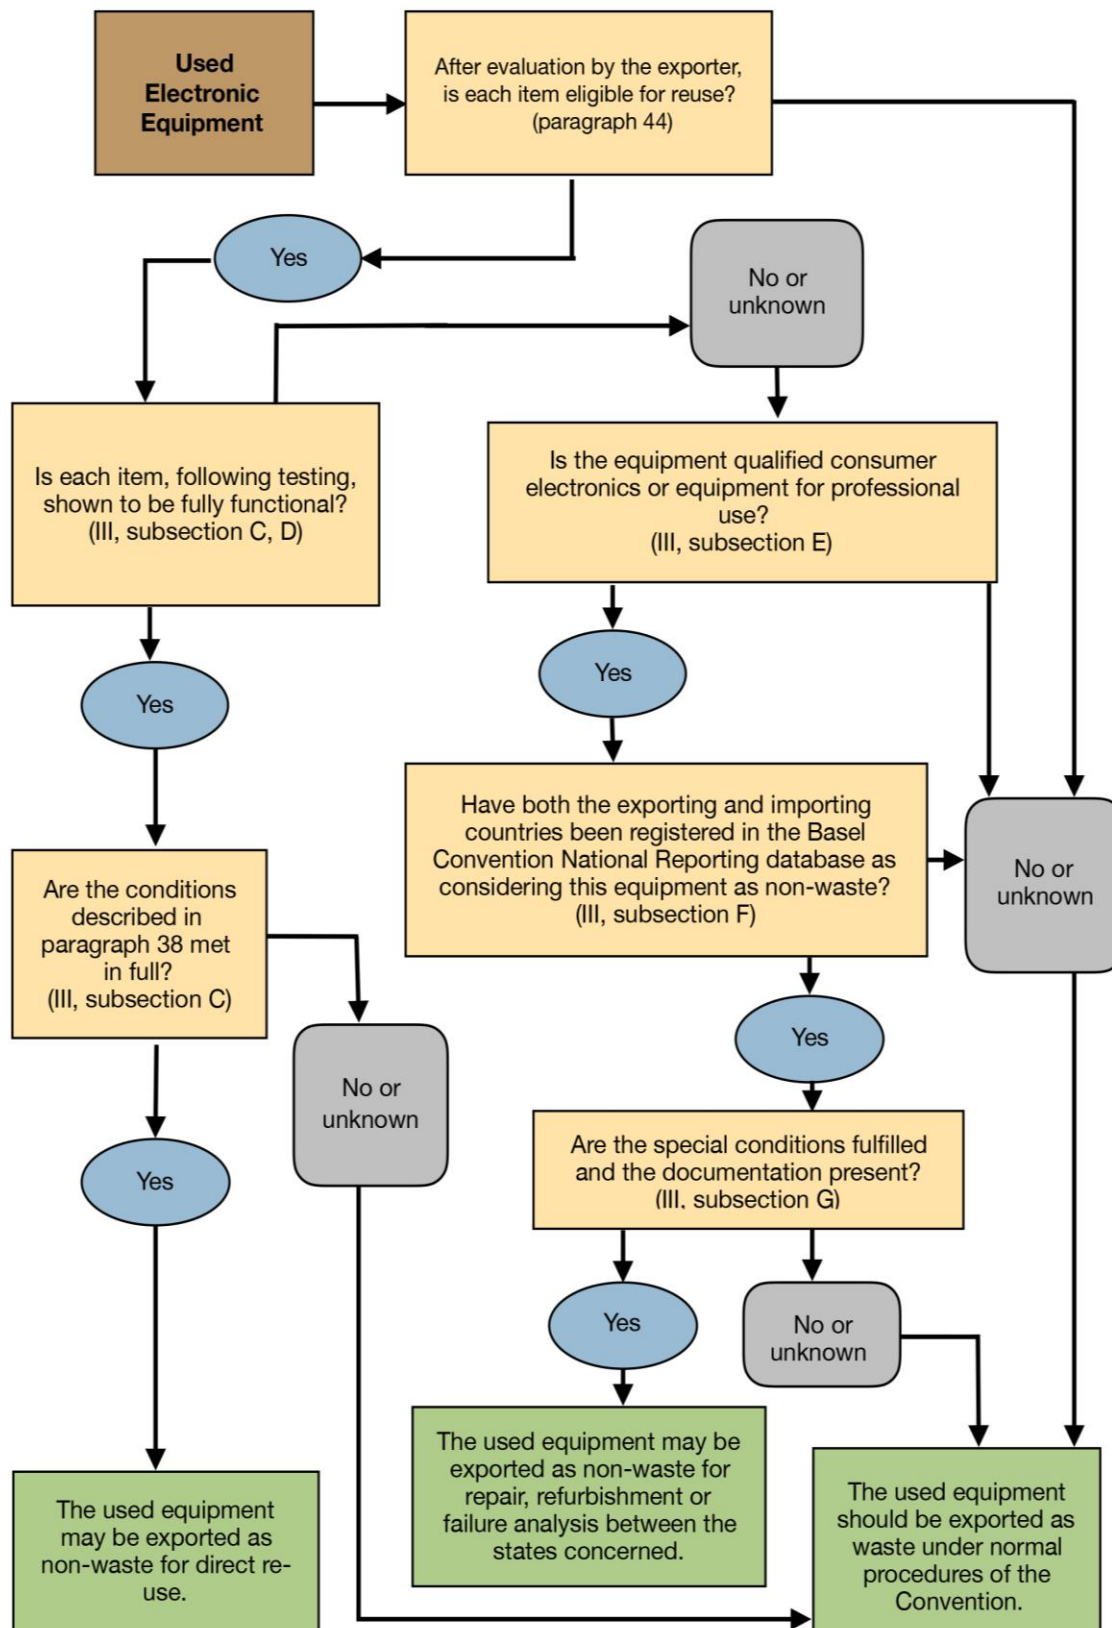 Used
Electronic
Equipment
After evaluation by the exporter,
is each item eligible for reuse?
(paragraph 44)
Yes
No or
unknown
Is each item, following testing,
shown to be fully functional?
(III, subsection C, D)
Is the equipment qualified consumer
electronics or equipment for professional
use?
(III, subsection E)
Yes
Yes
Have both the exporting and importing
countries been registered in the Basel
Convention National Reporting database as
considering this equipment as non-waste?
(III, subsection F)
No or
unknown
Are the conditions
described in
paragraph 38 met
in full?
(III, subsection C)
Yes
No or
unknown
Are the special conditions fulfilled
and the documentation present?
(III, subsection G)
Yes
Yes
No or
unknown
The used equipment may be
exported as non-waste for
repair, refurbishment or
failure analysis between the
states concerned.
The used equipment
may be exported as
non-waste for direct re-
use.
The used equipment
should be exported as
waste under normal
procedures of the
Convention.